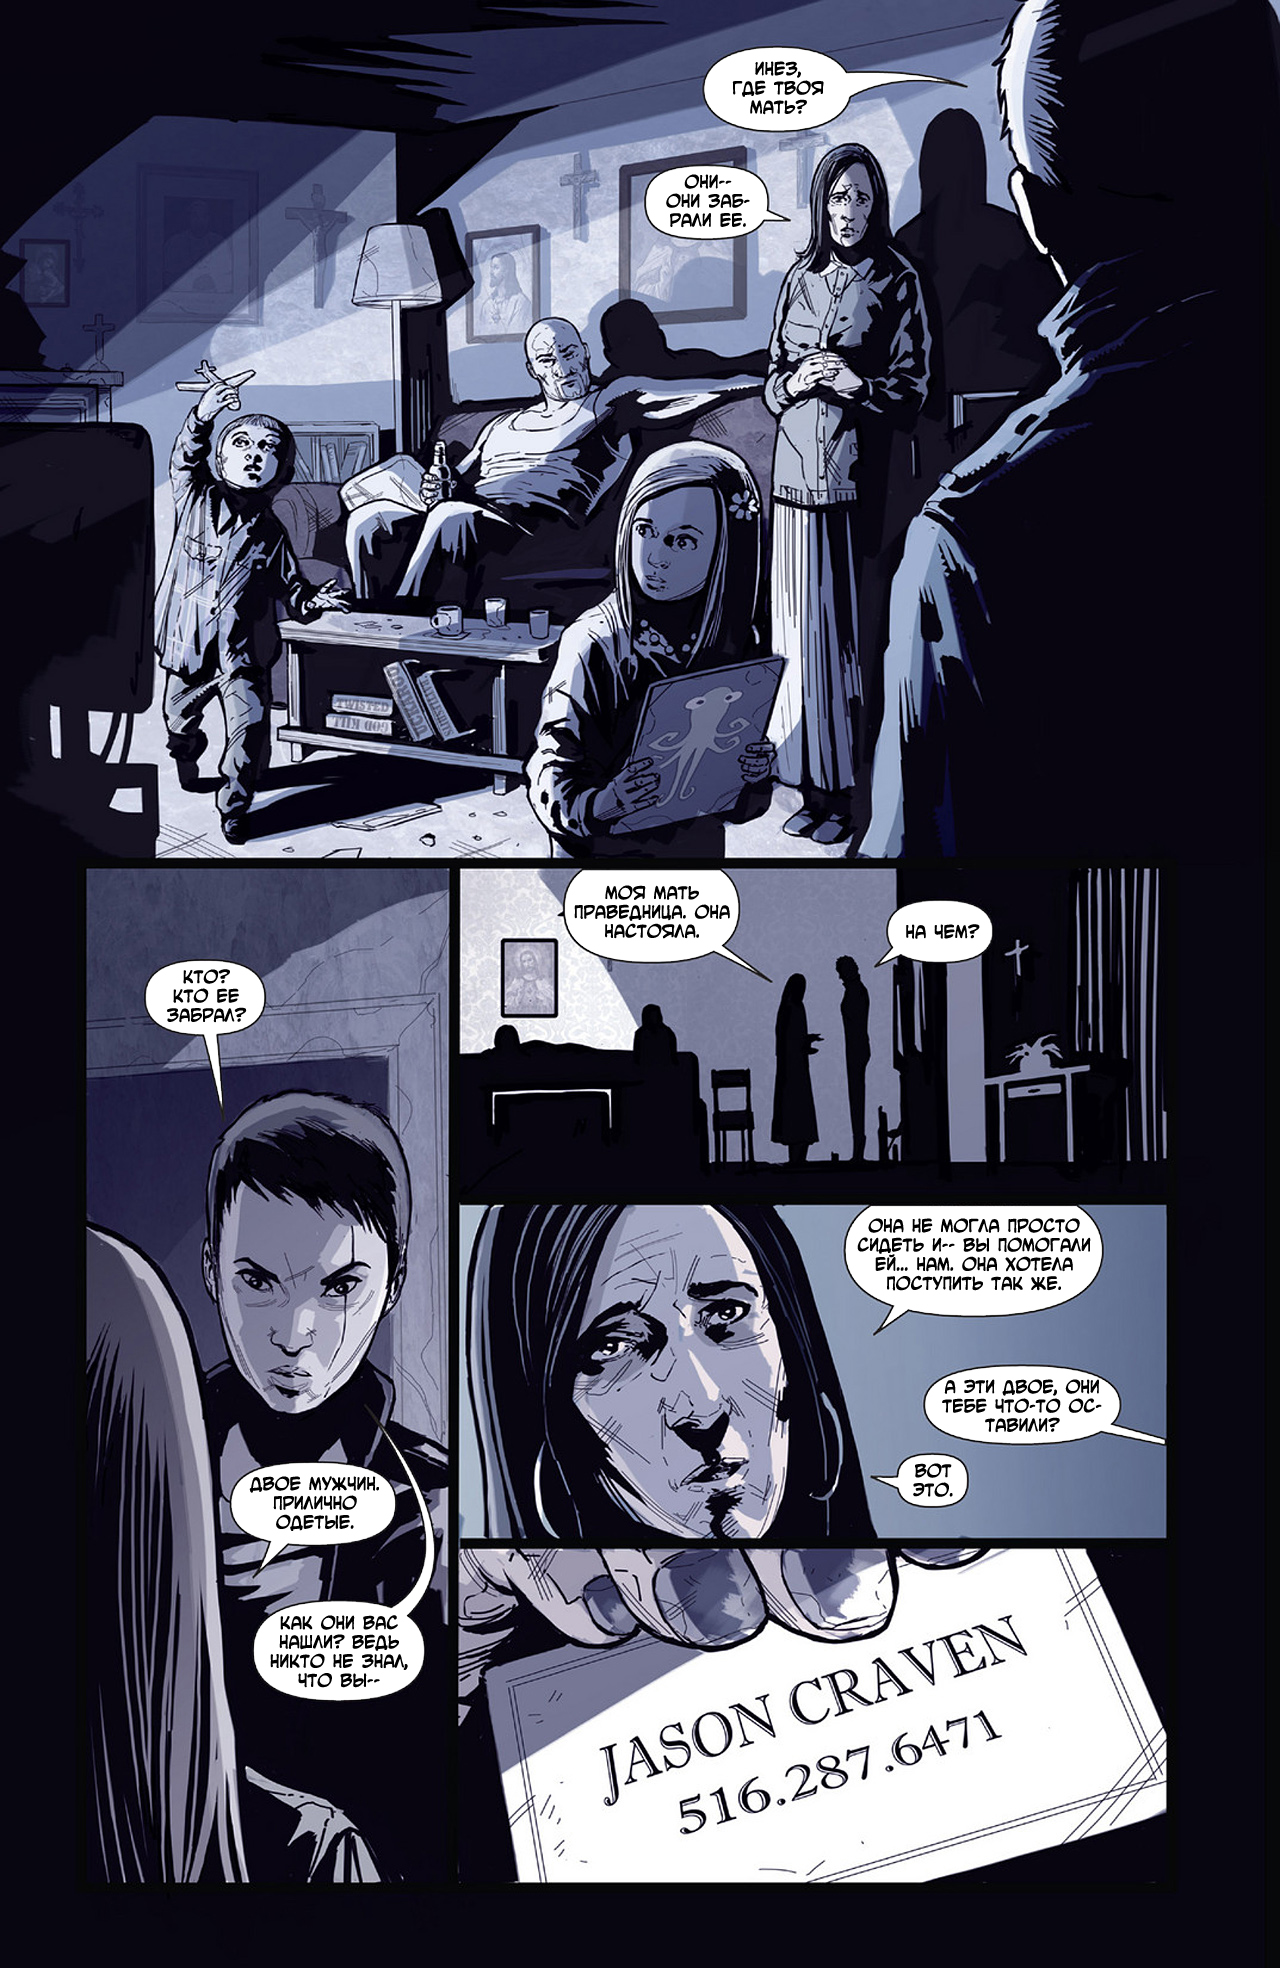 ИНЕЗ,
ГДЕ ТВОЯ
МАТЬ?
ОНИ--
ОНИ ЗАБ-
РАЛИ ЕЕ.
TWISTED
GOD KILL
КТО?
КТО ЕЕ
ЗАБРАЛ?
ДВОЕ МУЖЧИН.
ПРИЛИЧНО
ОДЕТЫЕ.
КАК ОНИ ВАС
НАШЛИ? ВЕДЬ
НИКТО НЕ ЗНАЛ,
ЧТО ВЫ--
МОЯ МАТЬ
ПРАВЕДНИЦА. ОНА
НАСТОЯЛА.
НА ЧЕМ?
ОНА НЕ МОГЛА ПРОСТО
СИДЕТЬ И-- ВЫ ПОМОГАЛИ
ЕЙ... НАМ. ОНА ХОТЕЛА
ПОСТУПИТЬ ТАК ЖЕ.
А ЭТИ ДВОЕ, ОНИ
ТЕБЕ ЧТО-ТО ОС-
ТАВИЛИ?
ВОТ
ЭТО.
JASON CRAVEN
516.287.6471